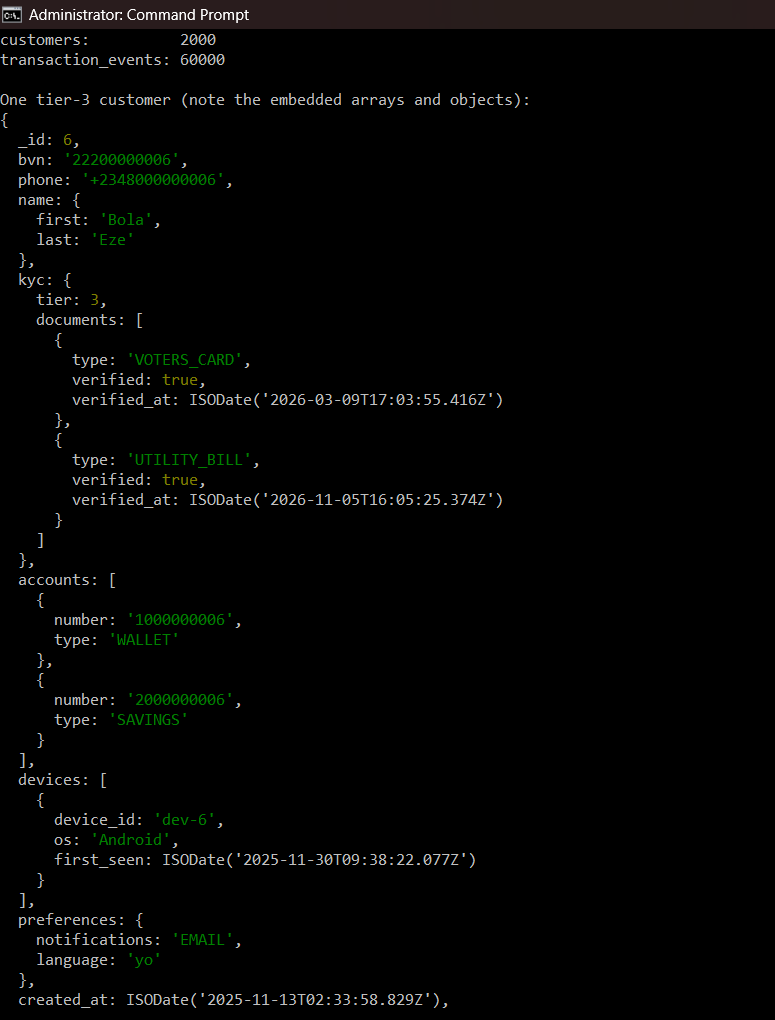 Administrator: Command Prompt
customers:          2000
transaction_events: 60000

One tier-3 customer (note the embedded arrays and objects):
{
  _id: 6,
  bvn: '22200000006',
  phone: '+2348000000006',
  name: {
    first: 'Bola',
    last: 'Eze'
  },
  kyc: {
    tier: 3,
    documents: [
      {
        type: 'VOTERS_CARD',
        verified: true,
        verified_at: ISODate('2026-03-09T17:03:55.416Z')
      },
      {
        type: 'UTILITY_BILL',
        verified: true,
        verified_at: ISODate('2026-11-05T16:05:25.374Z')
      }
    ]
  },
  accounts: [
    {
      number: '1000000006',
      type: 'WALLET'
    },
    {
      number: '2000000006',
      type: 'SAVINGS'
    }
  ],
  devices: [
    {
      device_id: 'dev-6',
      os: 'Android',
      first_seen: ISODate('2025-11-30T09:38:22.077Z')
    }
  ],
  preferences: {
    notifications: 'EMAIL',
    language: 'yo'
  },
  created_at: ISODate('2025-11-13T02:33:58.829Z'),